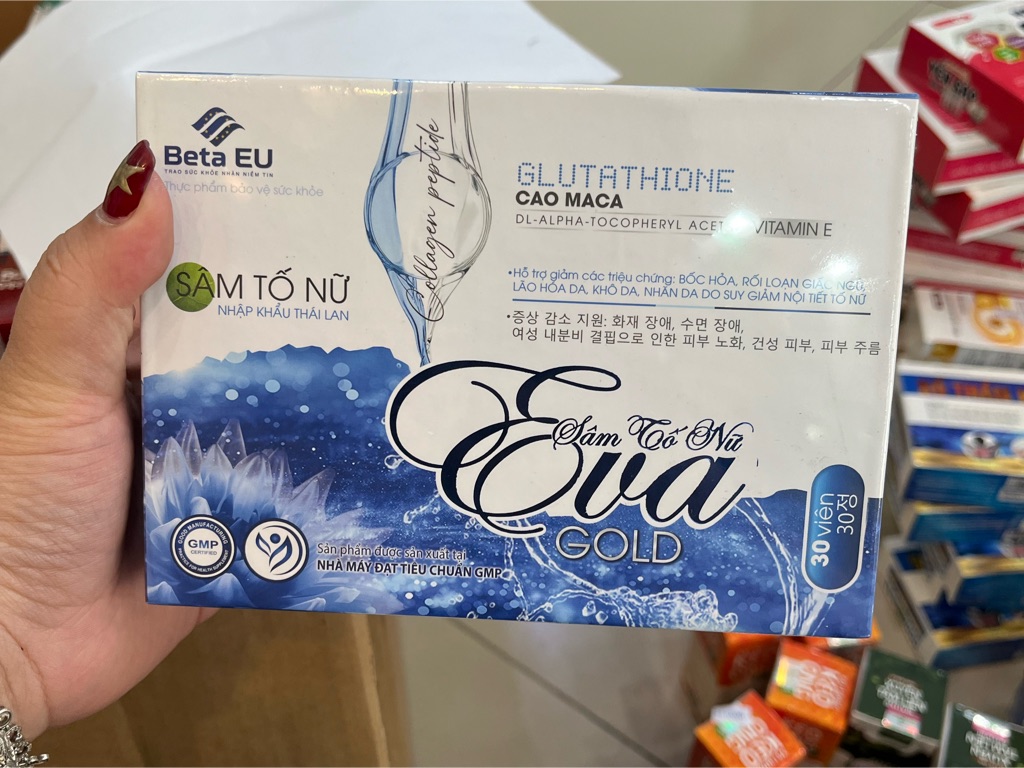 Beta EU
TRAO SỨC KHỎE NHẬN NIỀM TIN
Thực phẩm bảo vệ sức khỏe
SÂM TỐ NỮ
NHẬP KHẨU THÁI LAN
Collagen peptide
GLUTATHIONE
CAO MACA
DL-ALPHA-TOCOPHERYL ACET VITAMIN E
•Hỗ trợ giảm các triệu chứng: BỐC HỎA, RỐI LOẠN GIẤC NGỦ,
LÃO HÓA DA, KHÔ DA, NHĂN DA DO SUY GIẢM NỘI TIẾT TỐ NỮ
•증상 감소 지원: 화재 장애, 수면 장애,
여성 내분비 결핍으로 인한 피부 노화, 건성 피부, 피부 주름
Sâm Tố Nữ
Eva
GOLD
30 viên
30정
GOOD MANUFACTURING
GMP
CERTIFIED
Sản phẩm được sản xuất tại
NHÀ MÁY ĐẠT TIÊU CHUẨN GMP